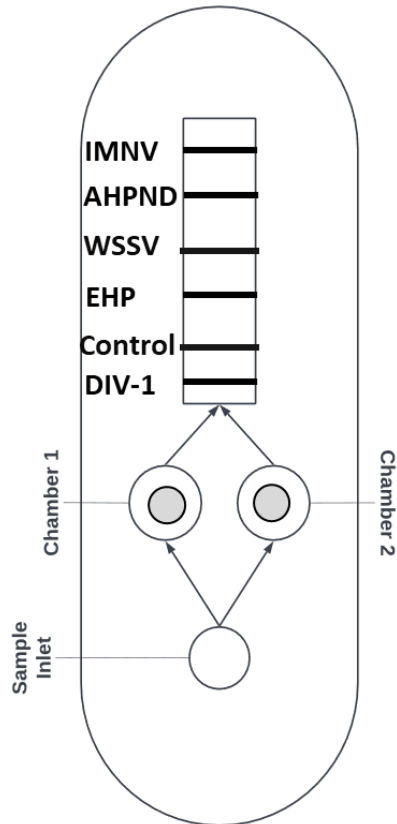 IMNV
AHPND
WSSV
EHP
Control
DIV-1
Chamber 1
Chamber 2
Sample
Inlet